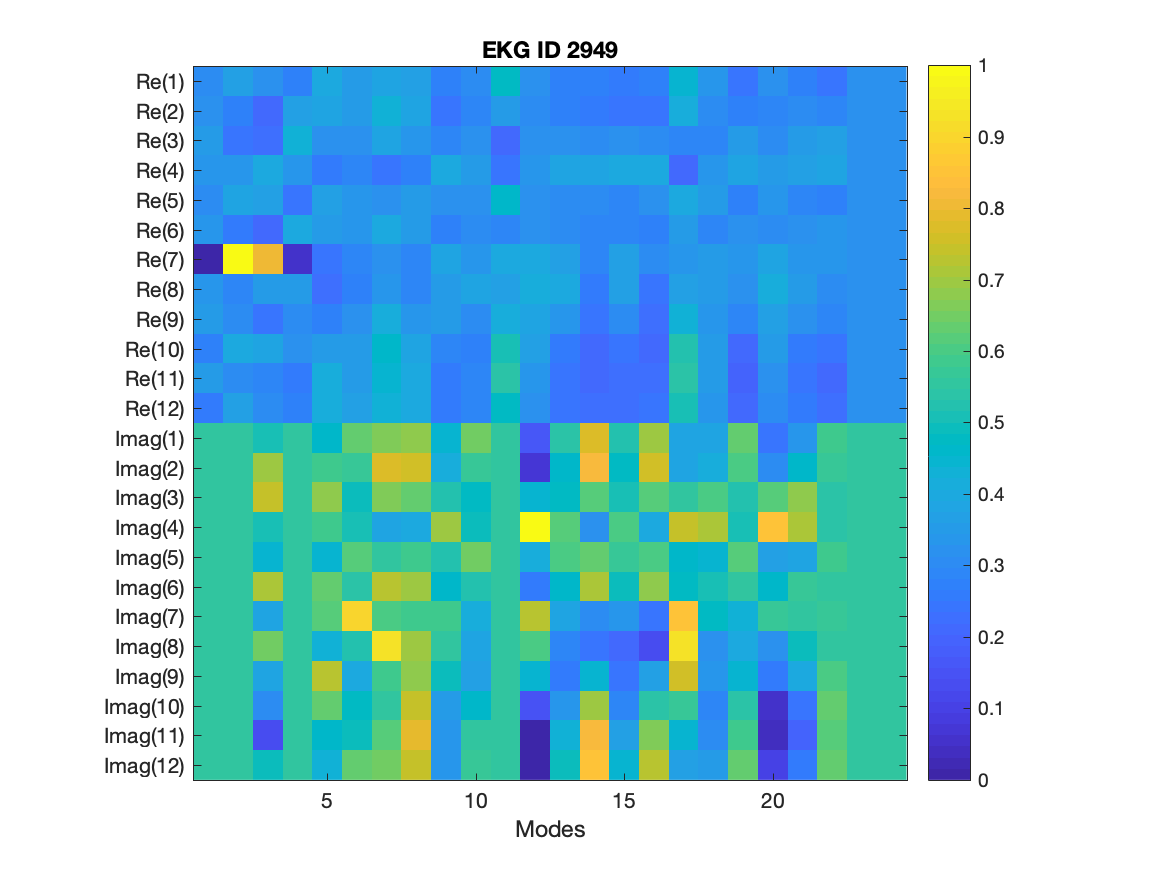 EKG ID 2949
Re(1)
Re(2)
Re(3)
Re(4)
Re(5)
Re(6)
Re(7)
Re(8)
Re(9)
Re(10)
Re(11)
Re(12)
Imag(1)
Imag(2)
Imag(3)
Imag(4)
Imag(5)
Imag(6)
Imag(7)
Imag(8)
Imag(9)
Imag(10)
Imag(11)
Imag(12)
5 10 15 20
Modes
1
0.9
0.8
0.7
0.6
0.5
0.4
0.3
0.2
0.1
0